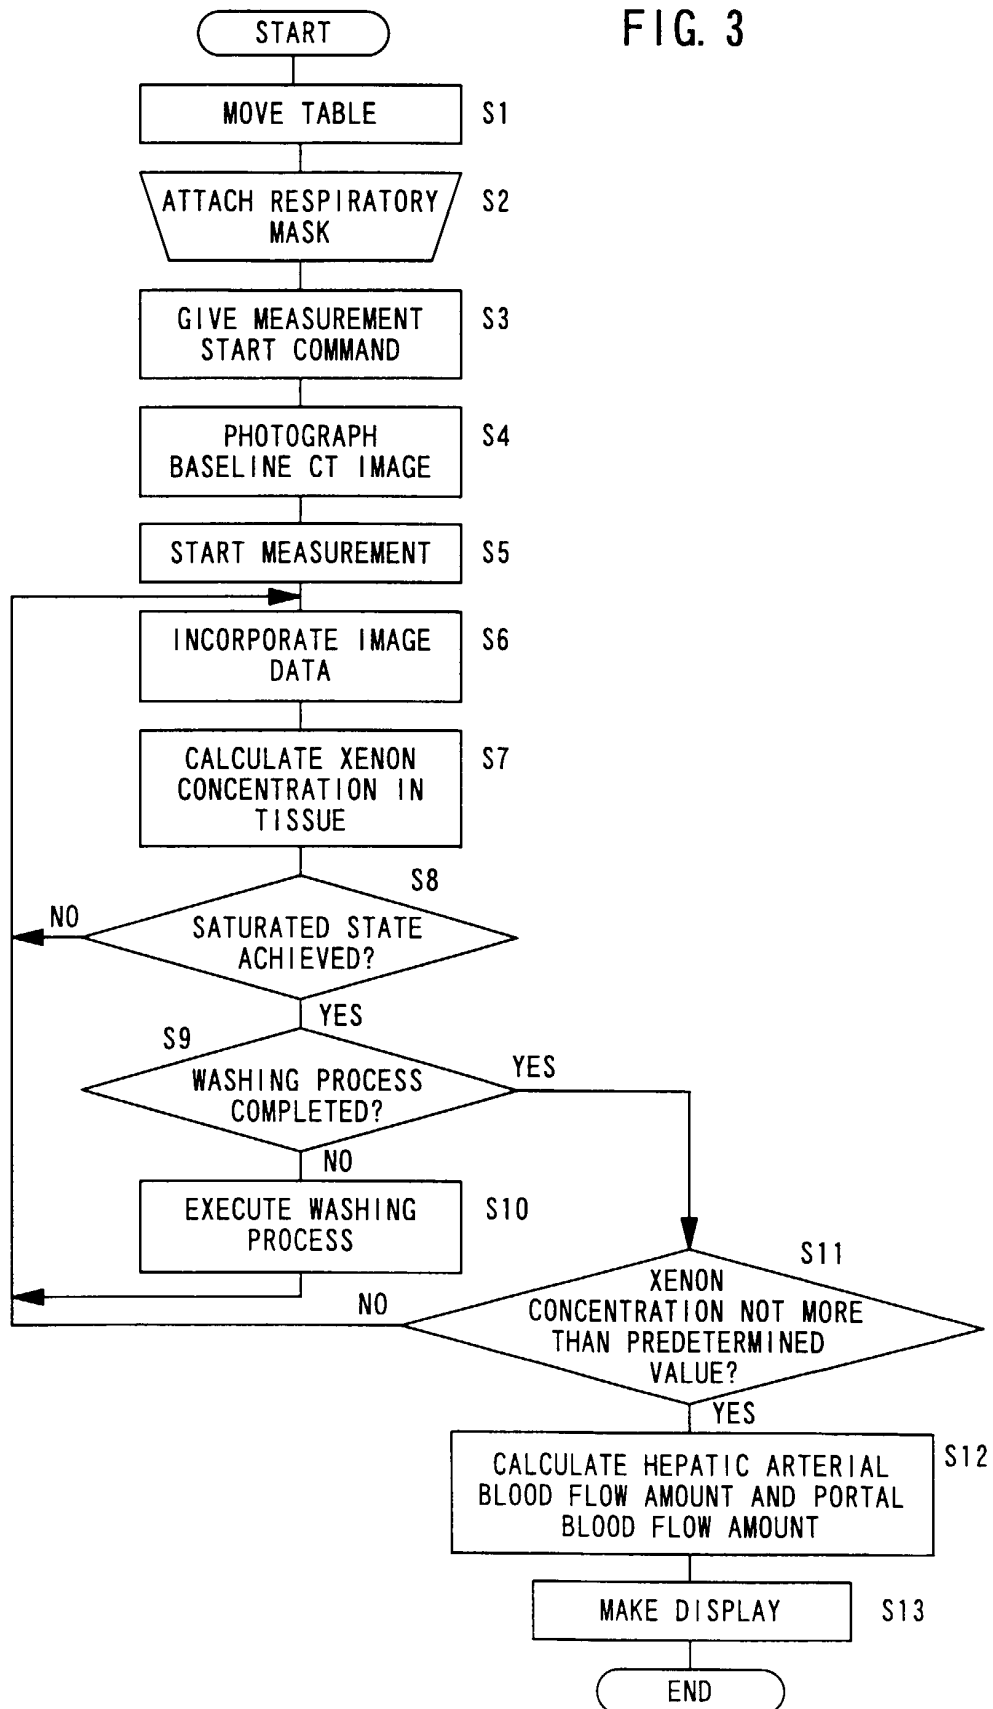 FIG. 3
START
MOVE TABLE
S1
ATTACH RESPIRATORY
MASK
S2
GIVE MEASUREMENT
START COMMAND
S3
PHOTOGRAPH
BASELINE CT IMAGE
S4
START MEASUREMENT
S5
INCORPORATE IMAGE
DATA
S6
CALCULATE XENON
CONCENTRATION IN
TISSUE
S7
S8
NO
SATURATED STATE
ACHIEVED?
YES
S9
WASHING PROCESS
COMPLETED?
YES
NO
EXECUTE WASHING
PROCESS
S10
S11
NO
XENON
CONCENTRATION NOT MORE
THAN PREDETERMINED
VALUE?
YES
CALCULATE HEPATIC ARTERIAL
BLOOD FLOW AMOUNT AND PORTAL
BLOOD FLOW AMOUNT
S12
MAKE DISPLAY
S13
END